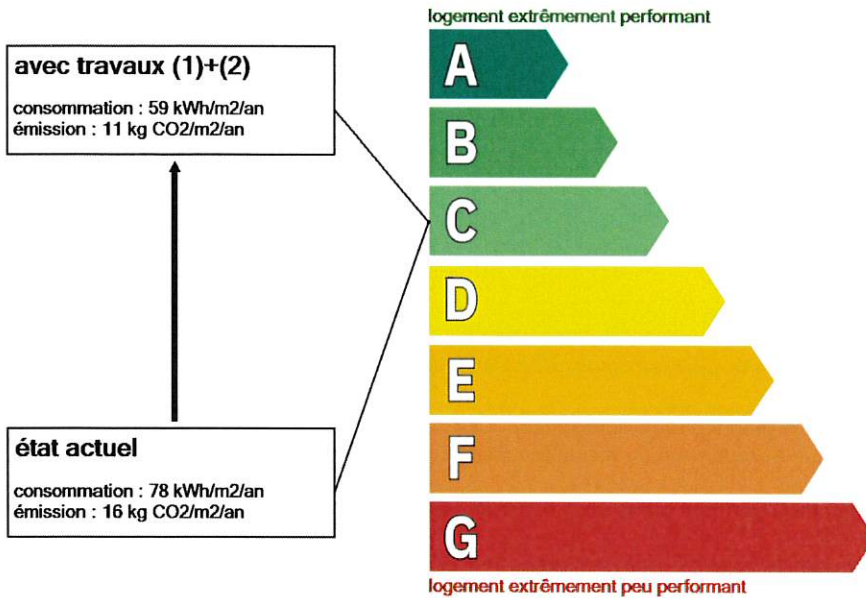 logement extrêmement performant
avec travaux (1)+(2)
consommation : 59 kWh/m2/an
émission : 11 kg CO2/m2/an
A
B
C
D
E
F
G
état actuel
consommation : 78 kWh/m2/an
émission : 16 kg CO2/m2/an
logement extrêmement peu performant